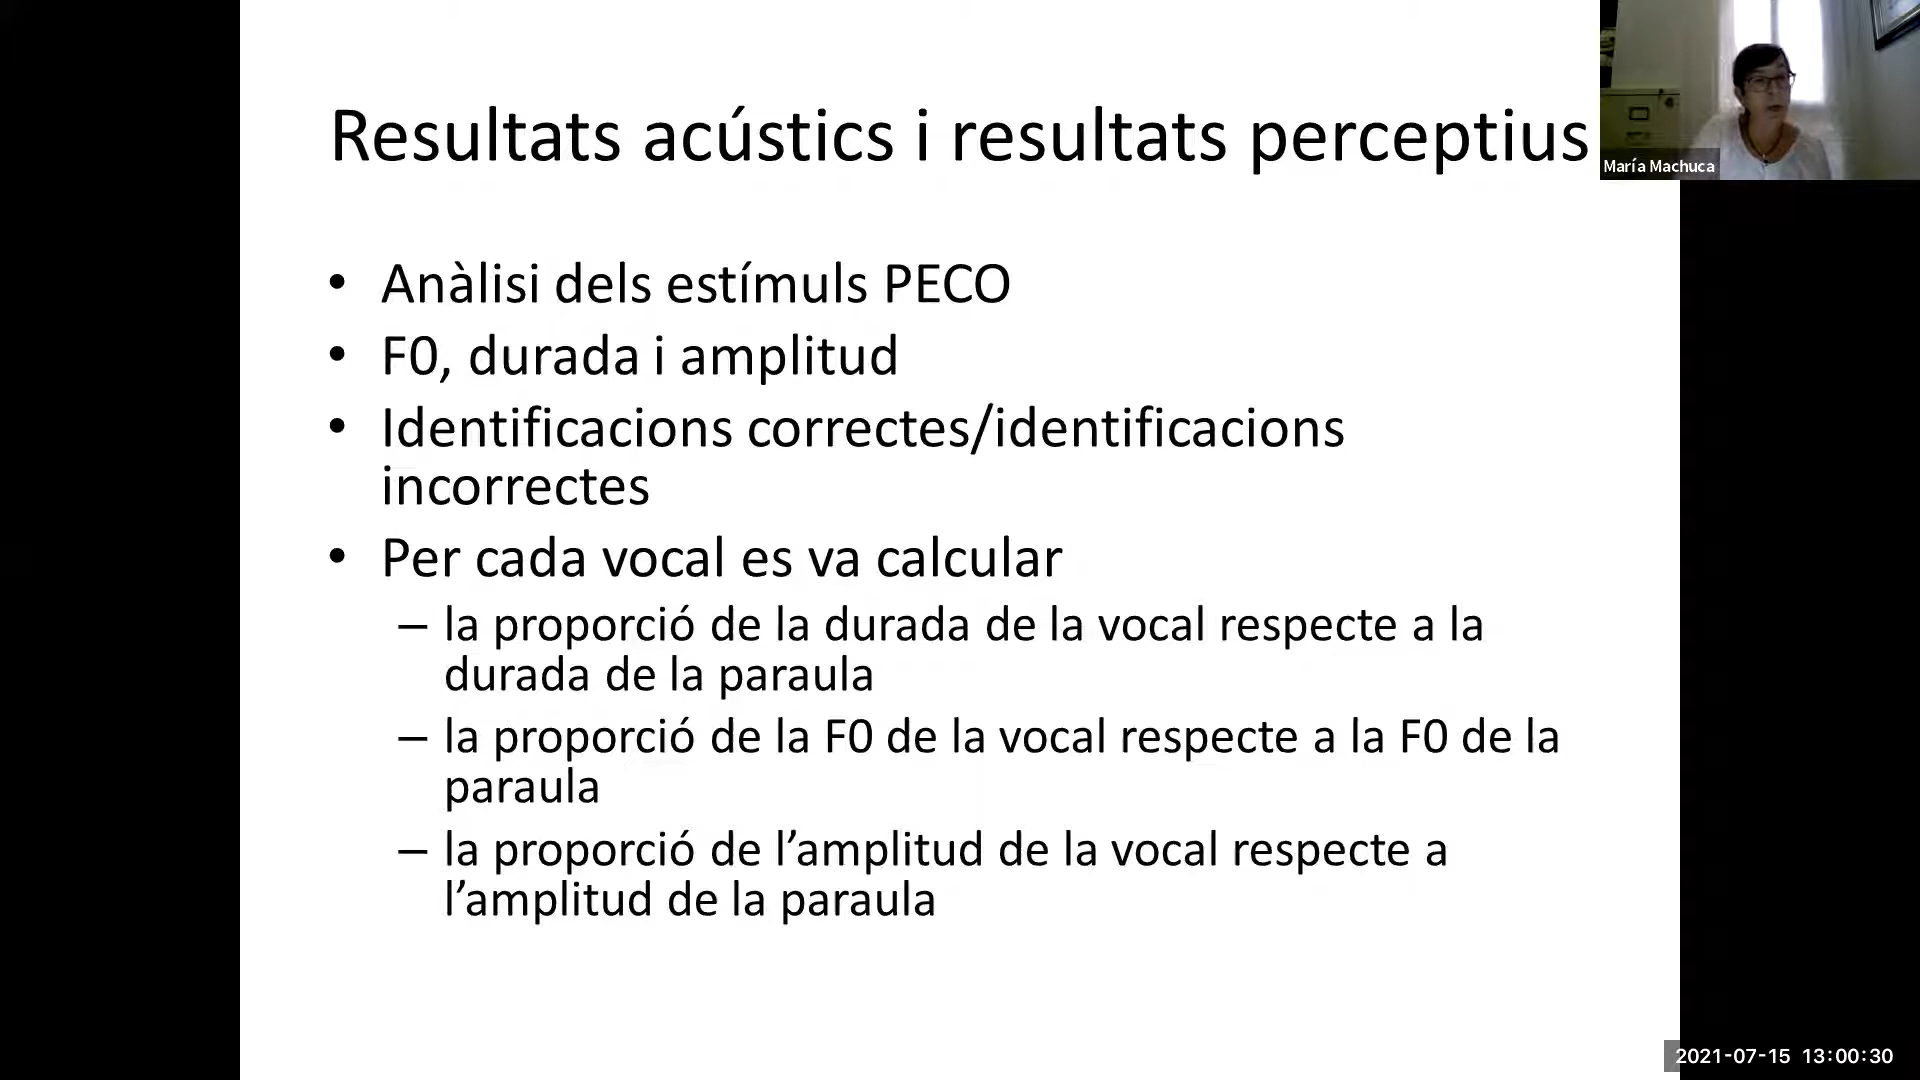 Resultats acústics i resultats perceptius
María Machuca
• Anàlisi dels estímuls PECO
• F0, durada i amplitud
• Identificacions correctes/identificacions
incorrectes
• Per cada vocal es va calcular
– la proporció de la durada de la vocal respecte a la
durada de la paraula
– la proporció de la F0 de la vocal respecte a la F0 de la
paraula
– la proporció de l’amplitud de la vocal respecte a
l’amplitud de la paraula
2021-07-15 13:00:30